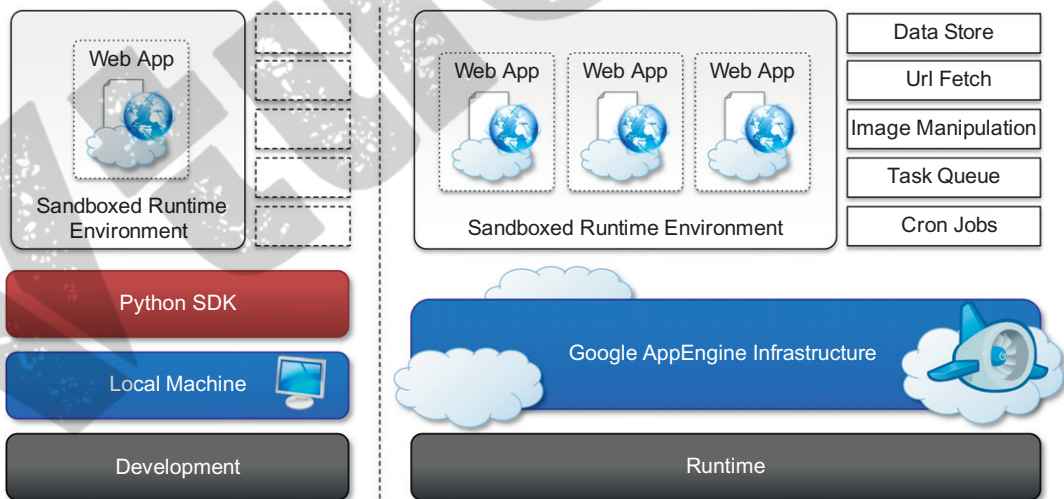 Web App
Sandboxed Runtime
Environment
Python SDK
Local Machine
Development
Web App
Web App
Web App
Sandboxed Runtime Environment
Data Store
Url Fetch
Image Manipulation
Task Queue
Cron Jobs
Google AppEngine Infrastructure
Runtime